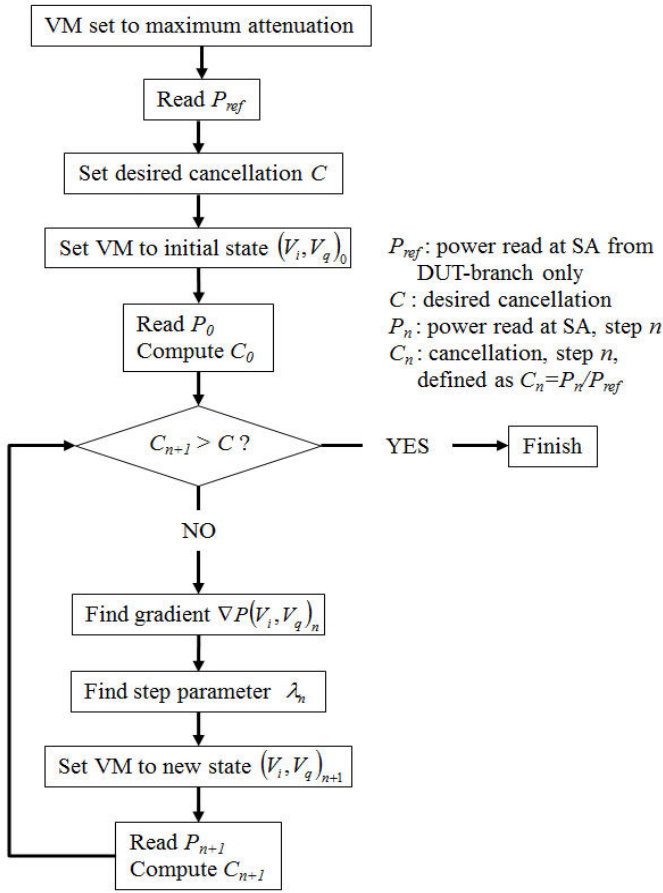 VM set to maximum attenuation
Read P_ref
Set desired cancellation C
Set VM to initial state (V_i, V_q)_0
P_ref : power read at SA from
DUT-branch only
C : desired cancellation
P_n : power read at SA, step n
C_n : cancellation, step n,
defined as C_n=P_n/P_ref
Read P_0
Compute C_0
C_n+1 > C ?
YES
Finish
NO
Find gradient ∇P(V_i, V_q)_n
Find step parameter λ_n
Set VM to new state (V_i, V_q)_n+1
Read P_n+1
Compute C_n+1